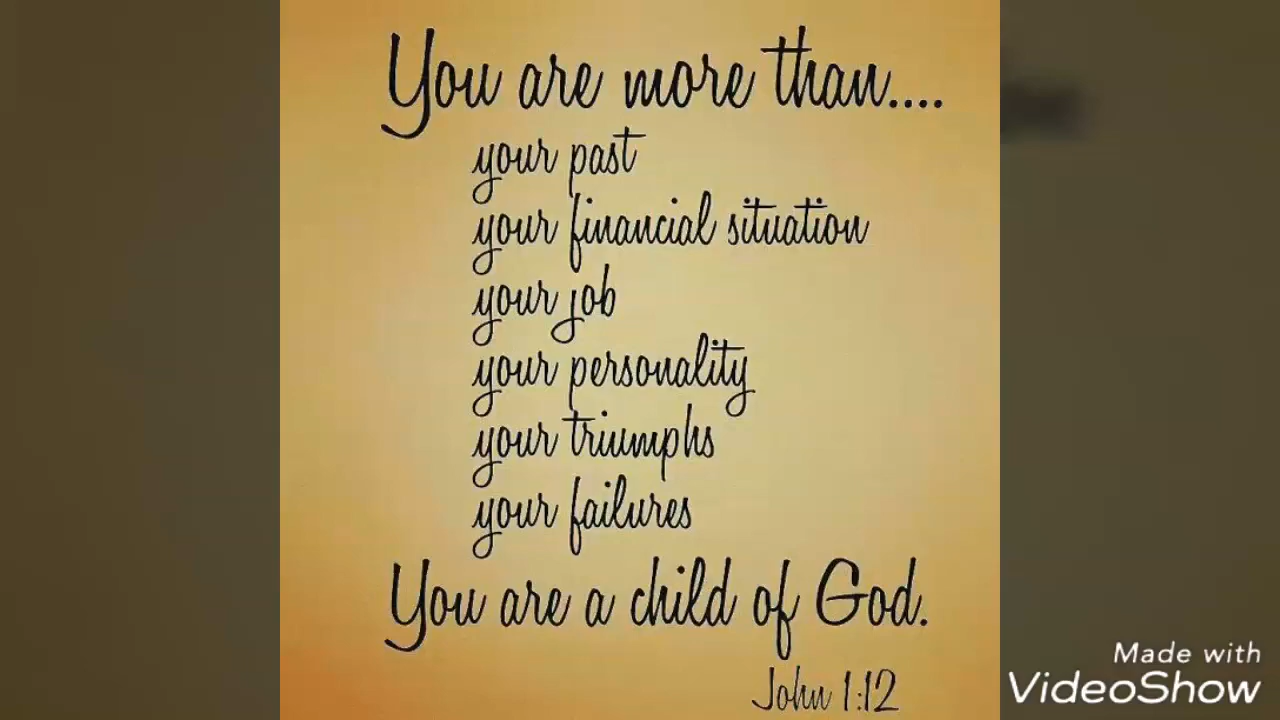 You are more than....
your past
your financial situation
your job
your personality
your triumphs
your failures
You are a child of God.
John 1:12
Made with
VideoShow